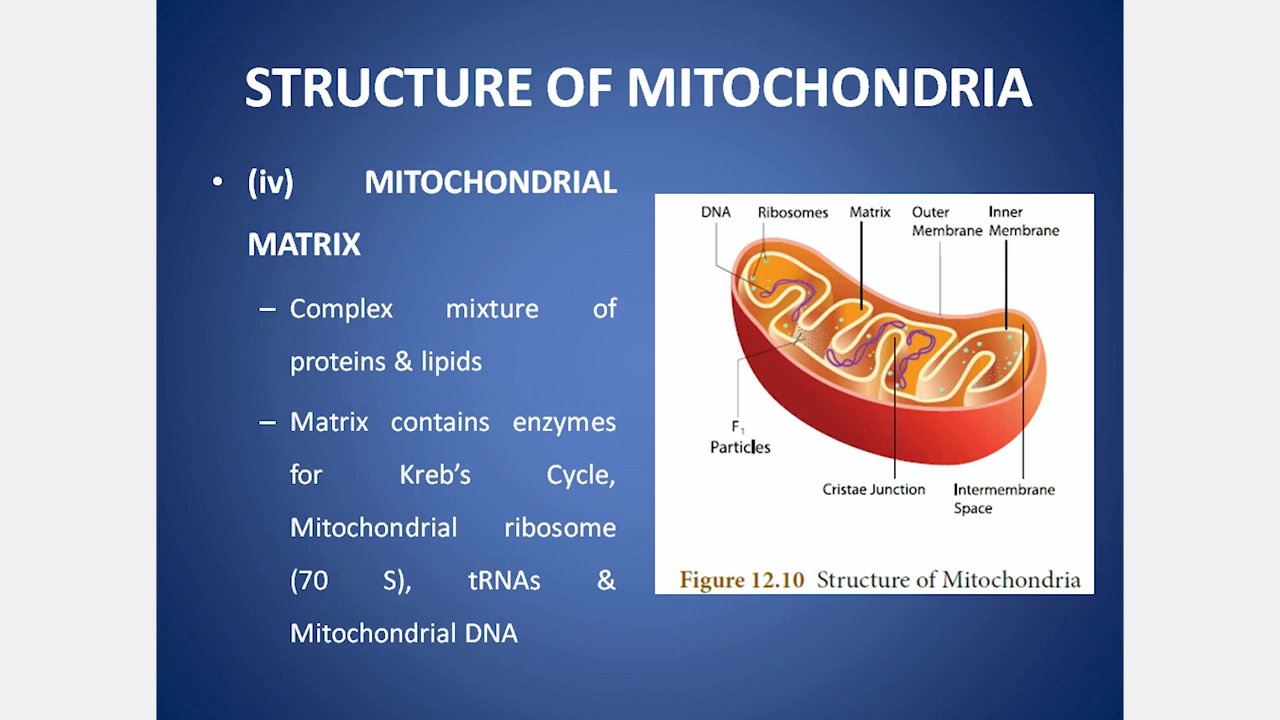 STRUCTURE OF MITOCHONDRIA
• (iv) MITOCHONDRIAL
MATRIX
– Complex mixture of
proteins & lipids
– Matrix contains enzymes
for Kreb’s Cycle,
Mitochondrial ribosome
(70 S), tRNAs &
Mitochondrial DNA
DNA Ribosomes Matrix Outer Inner
Membrane Membrane
F1
Particles
Cristae Junction Intermembrane
Space
Figure 12.10 Structure of Mitochondria